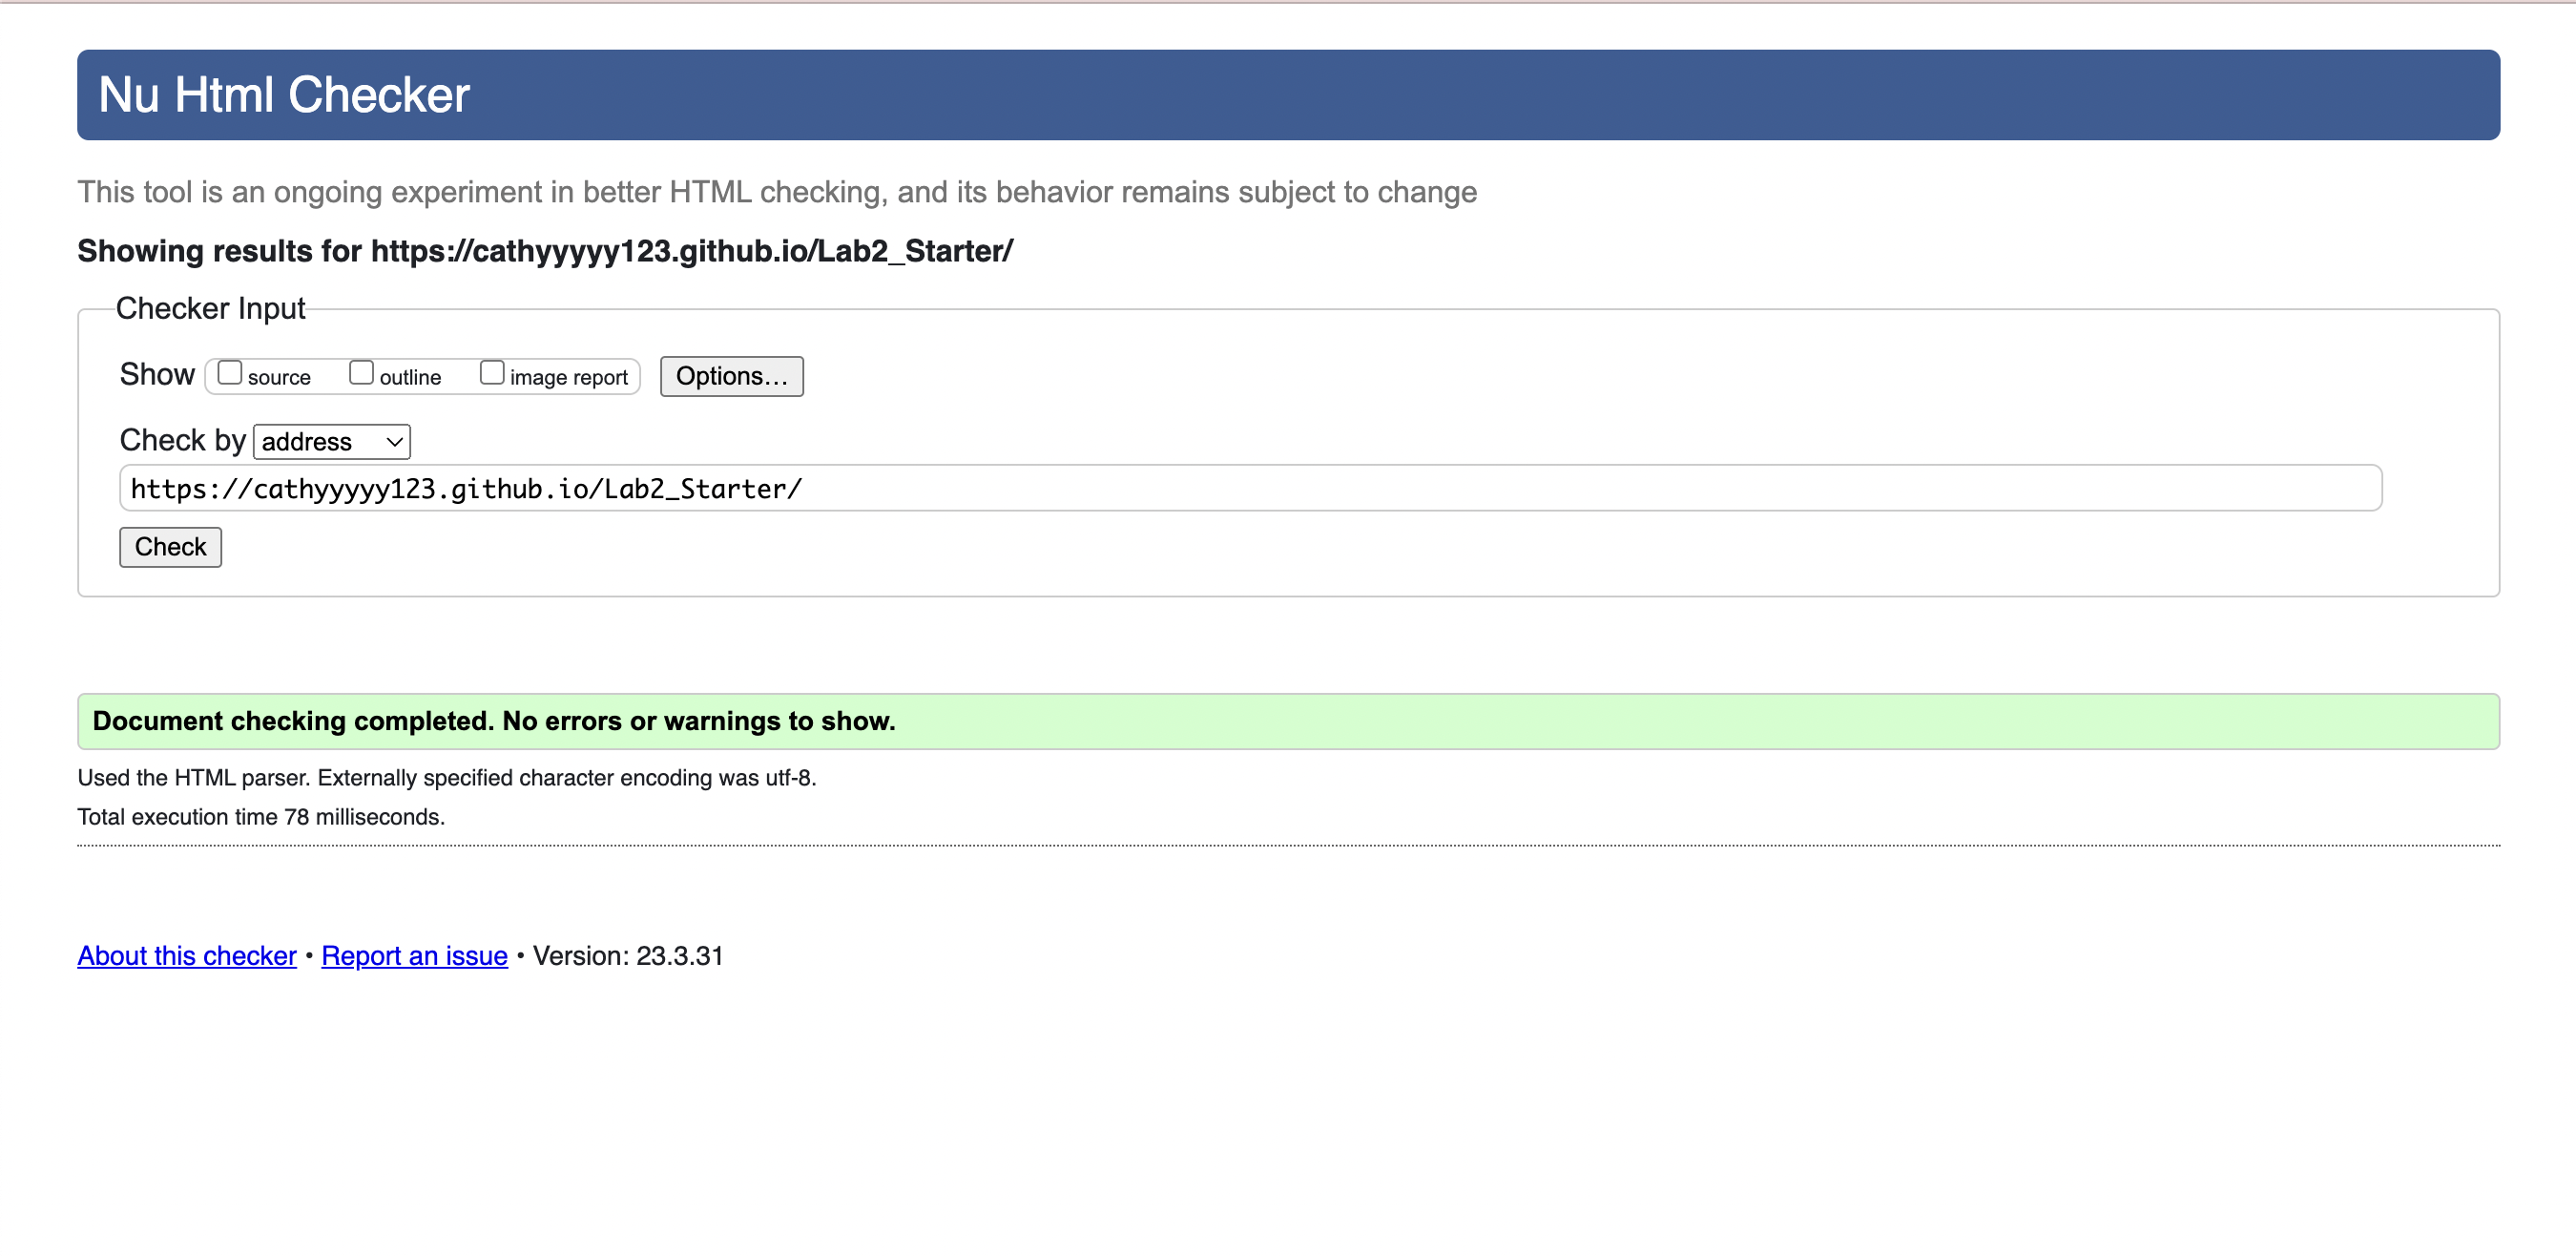 Nu Html Checker
This tool is an ongoing experiment in better HTML checking, and its behavior remains subject to change
Showing results for https://cathyyyyy123.github.io/Lab2_Starter/
Checker Input
Show source outline image report Options…
Check by address
https://cathyyyyy123.github.io/Lab2_Starter/
Check
Document checking completed. No errors or warnings to show.
Used the HTML parser. Externally specified character encoding was utf-8.
Total execution time 78 milliseconds.
About this checker • Report an issue • Version: 23.3.31